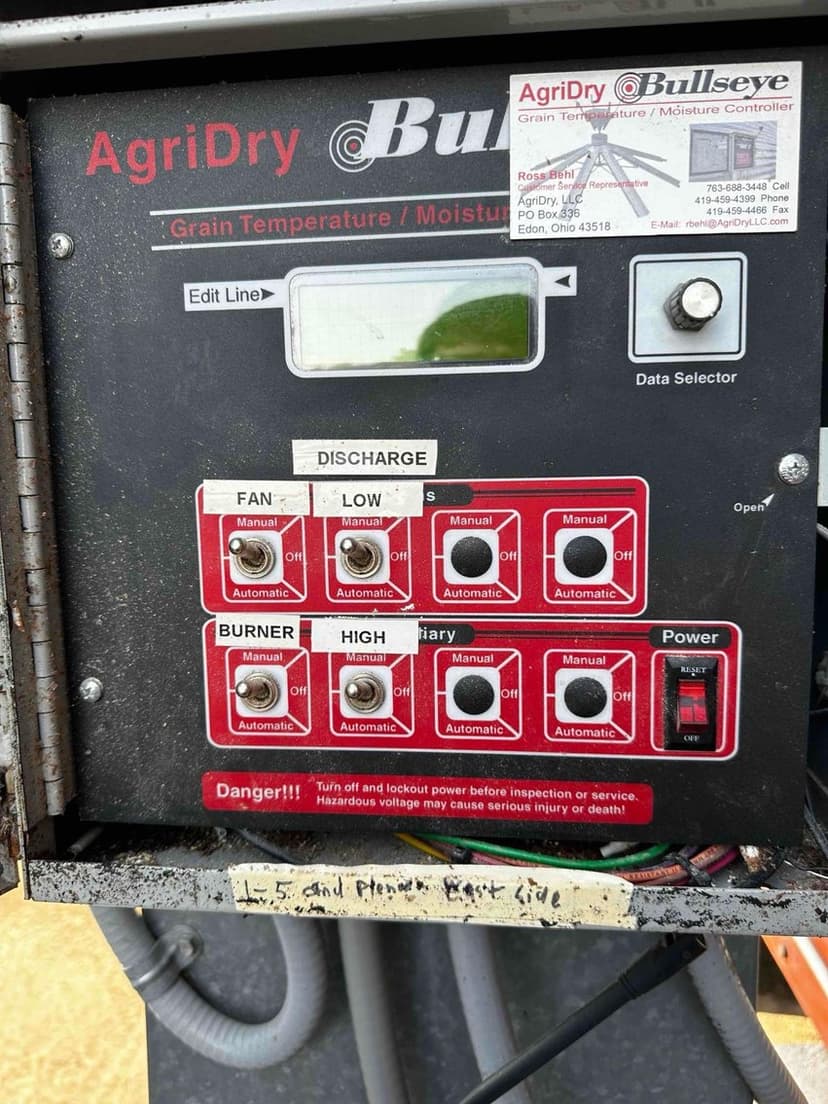 AgriDry Bul
Grain Temperature / Moistur
AgriDry Bullseye
Grain Temperature / Moisture Controller
Ross Behl
Customer Service Representative
AgriDry, LLC
PO Box 336
Edon, Ohio 43518
763-688-3448 Cell
419-459-4399 Phone
419-459-4466 Fax
E-Mail: rbehl@AgriDryLLC.com
Edit Line
Data Selector
Open
DISCHARGE
FAN LOW s
Manual Manual Manual Manual
Off Off Off Off
Automatic Automatic Automatic Automatic
BURNER HIGH iary Power
Manual Manual Manual Manual
RESET
Off Off Off Off
Automatic Automatic Automatic Automatic
OFF
Danger!!! Turn off and lockout power before inspection or service.
Hazardous voltage may cause serious injury or death!
1-5 and East side